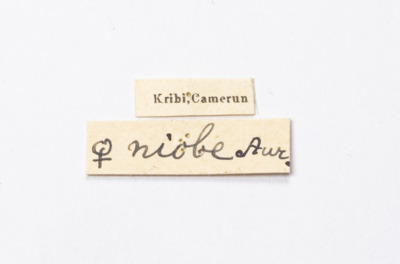 Kribi, Camerun
♀ niobe Aur.